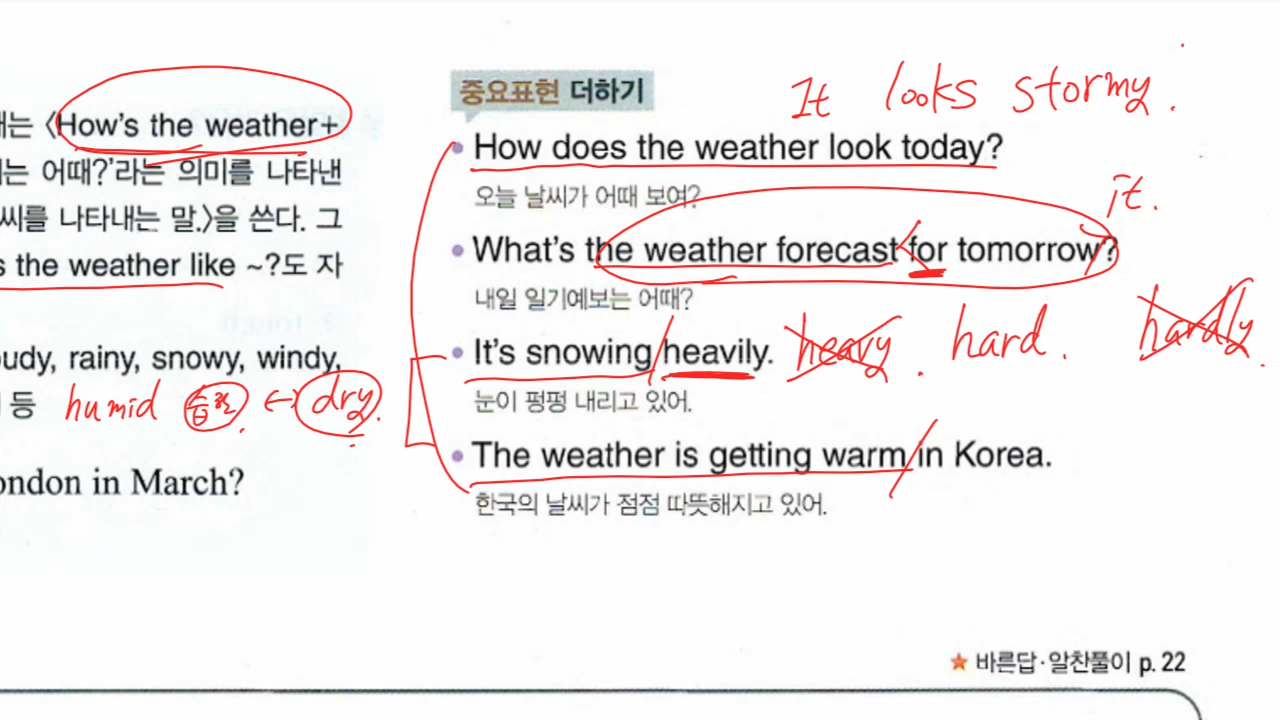 내는 〈How's the weather+
는 어때?'라는 의미를 나타낸
씨를 나타내는 말.〉을 쓴다. 그
s the weather like ~?도 자
oudy, rainy, snowy, windy,
등 humid 습한. ↔ dry.
ondon in March?
중요표현 더하기
It looks stormy.
How does the weather look today?
오늘 날씨가 어때 보여?
it.
What's the weather forecast for tomorrow?
내일 일기예보는 어때?
It's snowing heavily. heavy. hard. hardly.
눈이 펑펑 내리고 있어.
The weather is getting warm in Korea.
한국의 날씨가 점점 따뜻해지고 있어.
★ 바른답·알찬풀이 p. 22